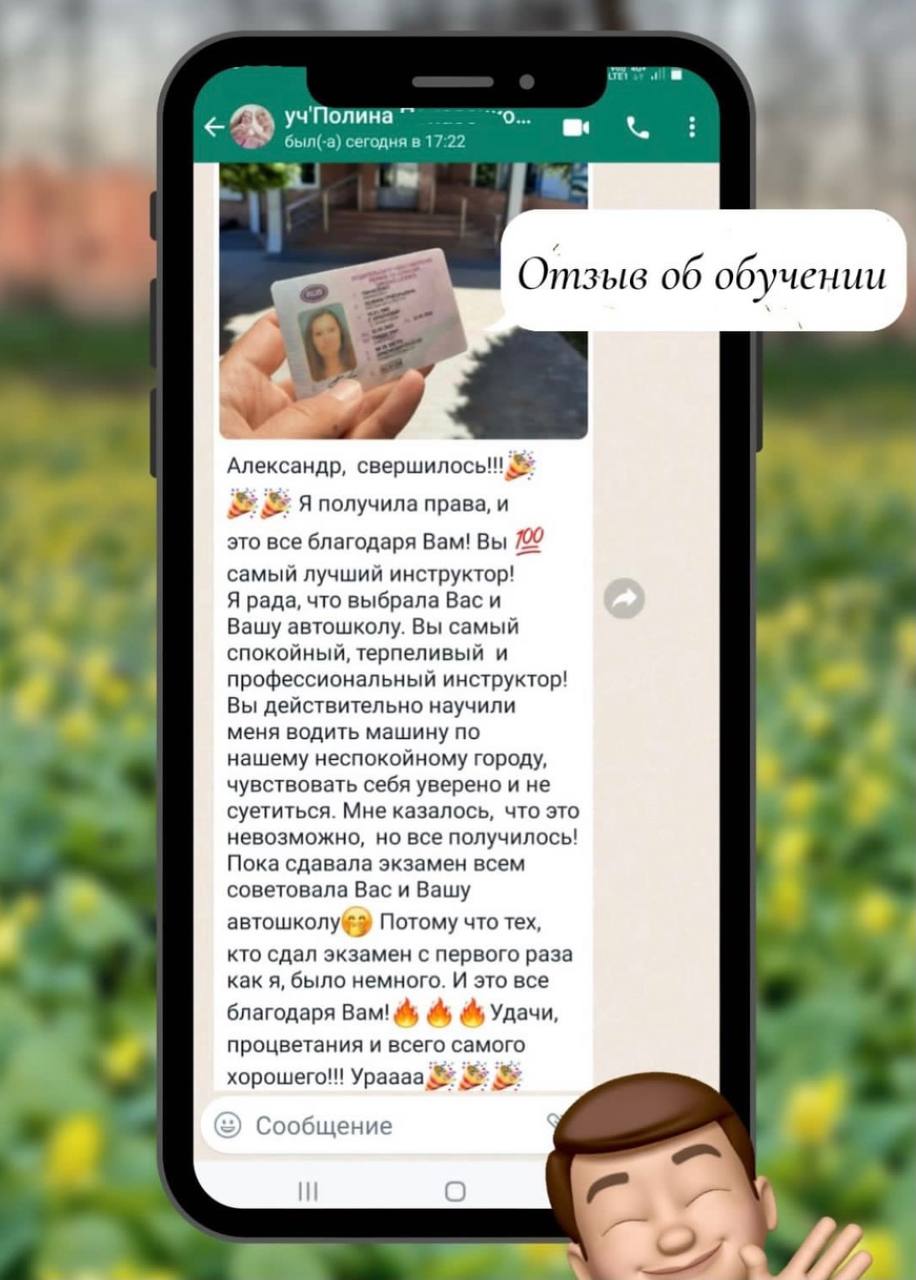 уч'Полина
был(-а) сегодня в 17:22
Отзыв об обучении
RUS
Александр, свершилось!!!🎉
🎉🎉 Я получила права, и
это все благодаря Вам! Вы 💯
самый лучший инструктор!
Я рада, что выбрала Вас и
Вашу автошколу. Вы самый
спокойный, терпеливый и
профессиональный инструктор!
Вы действительно научили
меня водить машину по
нашему неспокойному городу,
чувствовать себя уверено и не
суетиться. Мне казалось, что это
невозможно, но все получилось!
Пока сдавала экзамен всем
советовала Вас и Вашу
автошколу🤭 Потому что тех,
кто сдал экзамен с первого раза
как я, было немного. И это все
благодаря Вам!🔥🔥🔥Удачи,
процветания и всего самого
хорошего!!! Ураааа🎉🎉🎉
Сообщение